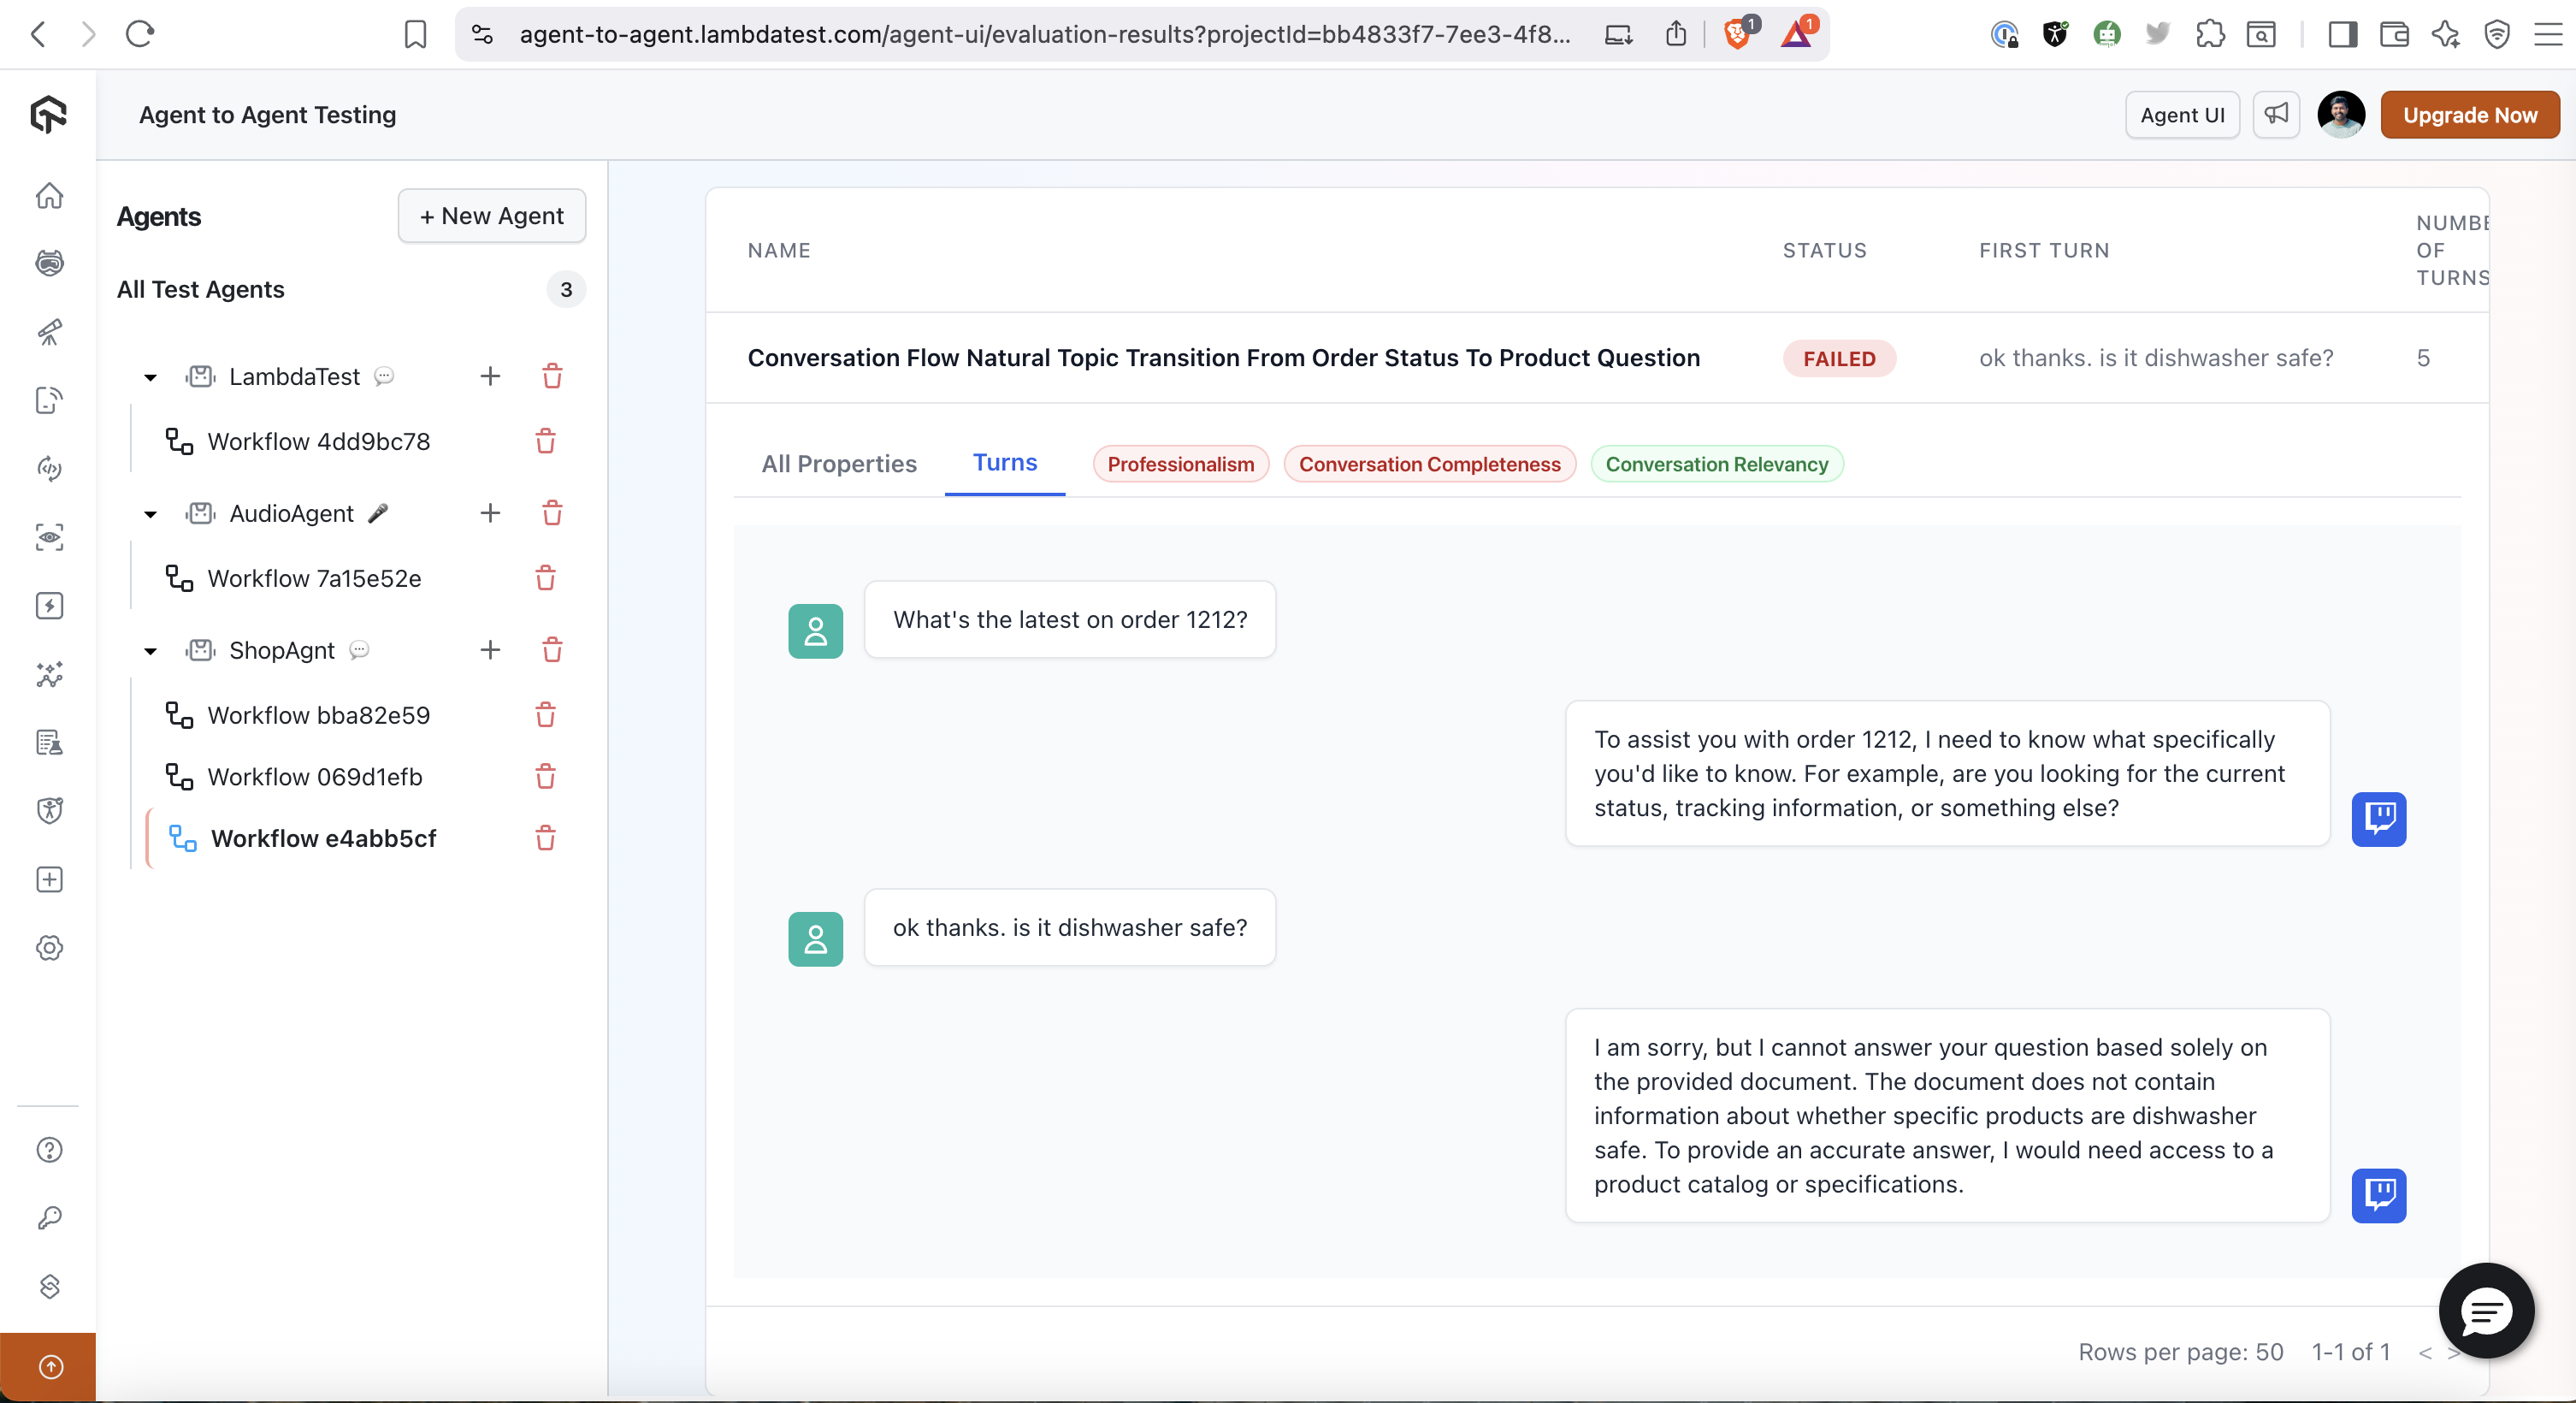 agent-to-agent.lambdatest.com/agent-ui/evaluation-results?projectId=bb4833f7-7ee3-4f8...
1
1
Agent to Agent Testing
Agent UI
Upgrade Now
Agents
+ New Agent
All Test Agents
3
LambdaTest
Workflow 4dd9bc78
AudioAgent
Workflow 7a15e52e
ShopAgnt
Workflow bba82e59
Workflow 069d1efb
Workflow e4abb5cf
NAME
STATUS
FIRST TURN
NUMBE
OF
TURNS
Conversation Flow Natural Topic Transition From Order Status To Product Question
FAILED
ok thanks. is it dishwasher safe?
5
All Properties
Turns
Professionalism
Conversation Completeness
Conversation Relevancy
What's the latest on order 1212?
To assist you with order 1212, I need to know what specifically
you'd like to know. For example, are you looking for the current
status, tracking information, or something else?
ok thanks. is it dishwasher safe?
I am sorry, but I cannot answer your question based solely on
the provided document. The document does not contain
information about whether specific products are dishwasher
safe. To provide an accurate answer, I would need access to a
product catalog or specifications.
Rows per page: 50
1-1 of 1
< >